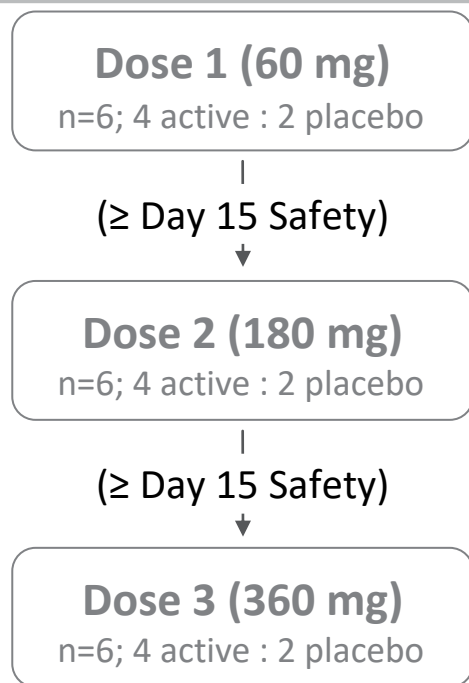 Dose 1 (60 mg)
n=6; 4 active : 2 placebo
(≥ Day 15 Safety)
Dose 2 (180 mg)
n=6; 4 active : 2 placebo
(≥ Day 15 Safety)
Dose 3 (360 mg)
n=6; 4 active : 2 placebo